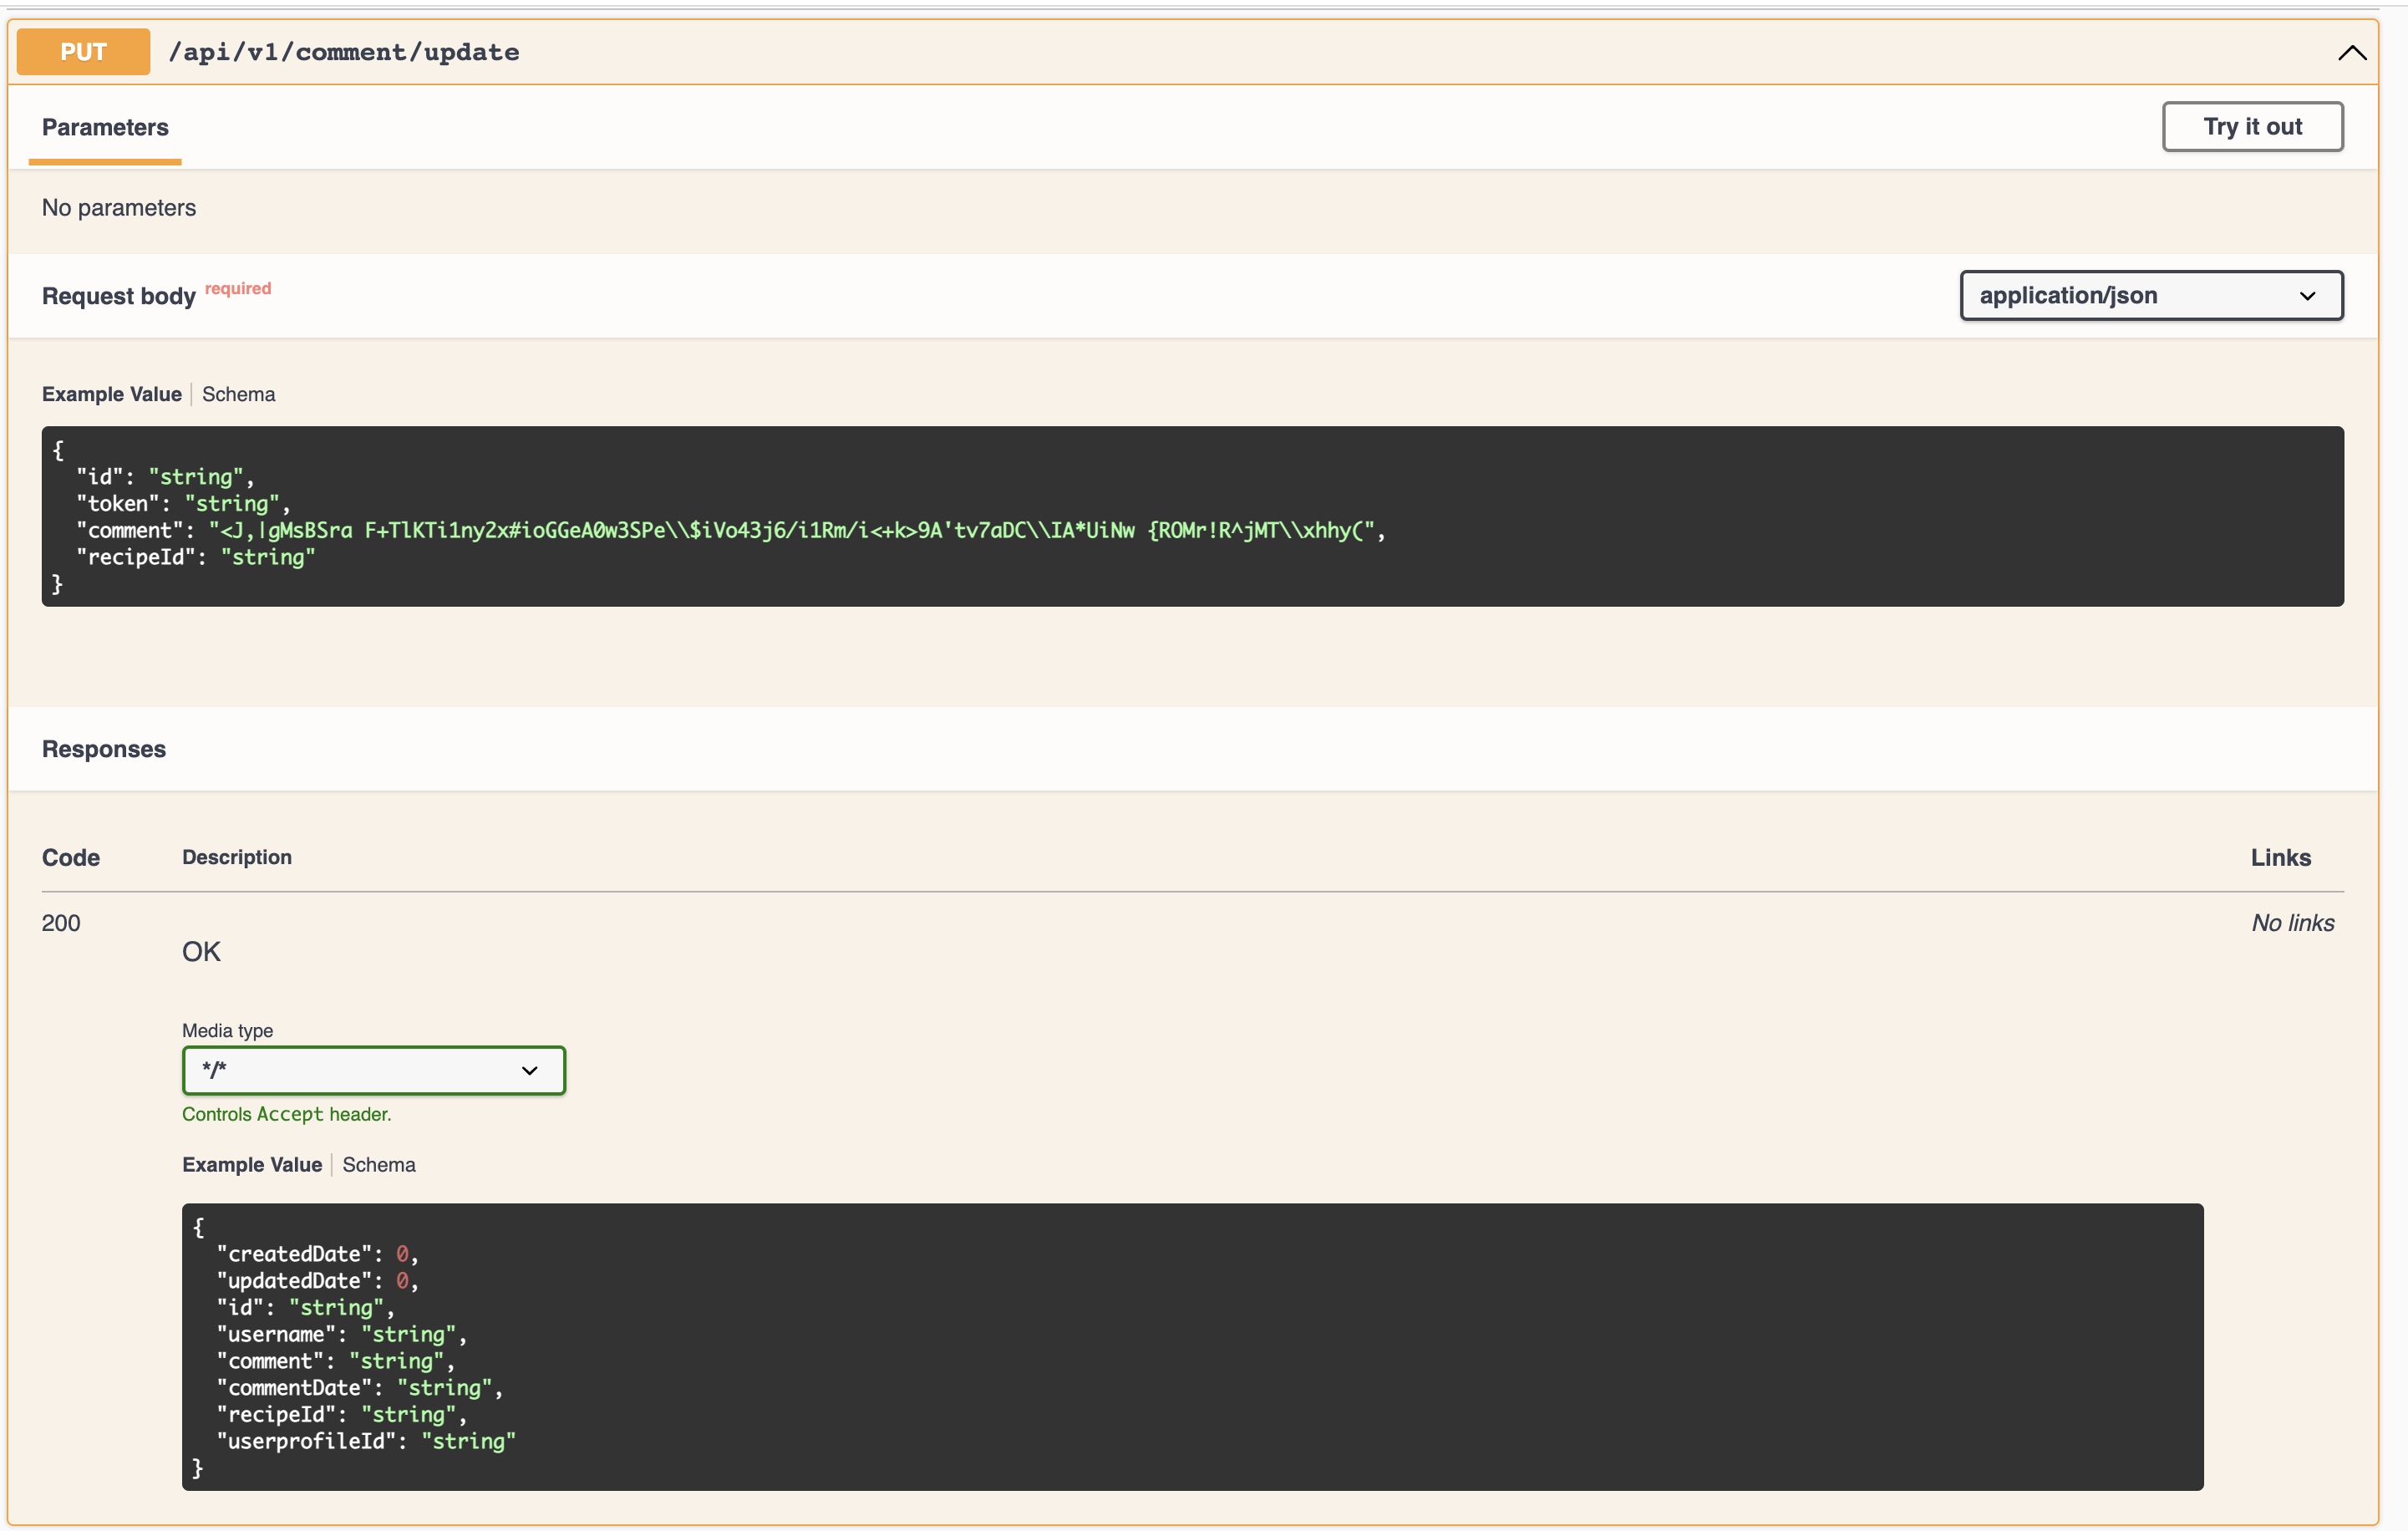 PUT /api/v1/comment/update
Parameters
Try it out
No parameters
Request body required
application/json
Example Value | Schema
{
  "id": "string",
  "token": "string",
  "comment": "<J,|gMsBSra F+TlKTi1ny2x#ioGGeA0w3SPe\\$iVo43j6/i1Rm/i<+k>9A'tv7aDC\\IA*UiNw {ROMr!R^jMT\\xhhy(",
  "recipeId": "string"
}
Responses
Code Description Links
200 No links
OK
Media type
*/*
Controls Accept header.
Example Value | Schema
{
  "createdDate": 0,
  "updatedDate": 0,
  "id": "string",
  "username": "string",
  "comment": "string",
  "commentDate": "string",
  "recipeId": "string",
  "userprofileId": "string"
}